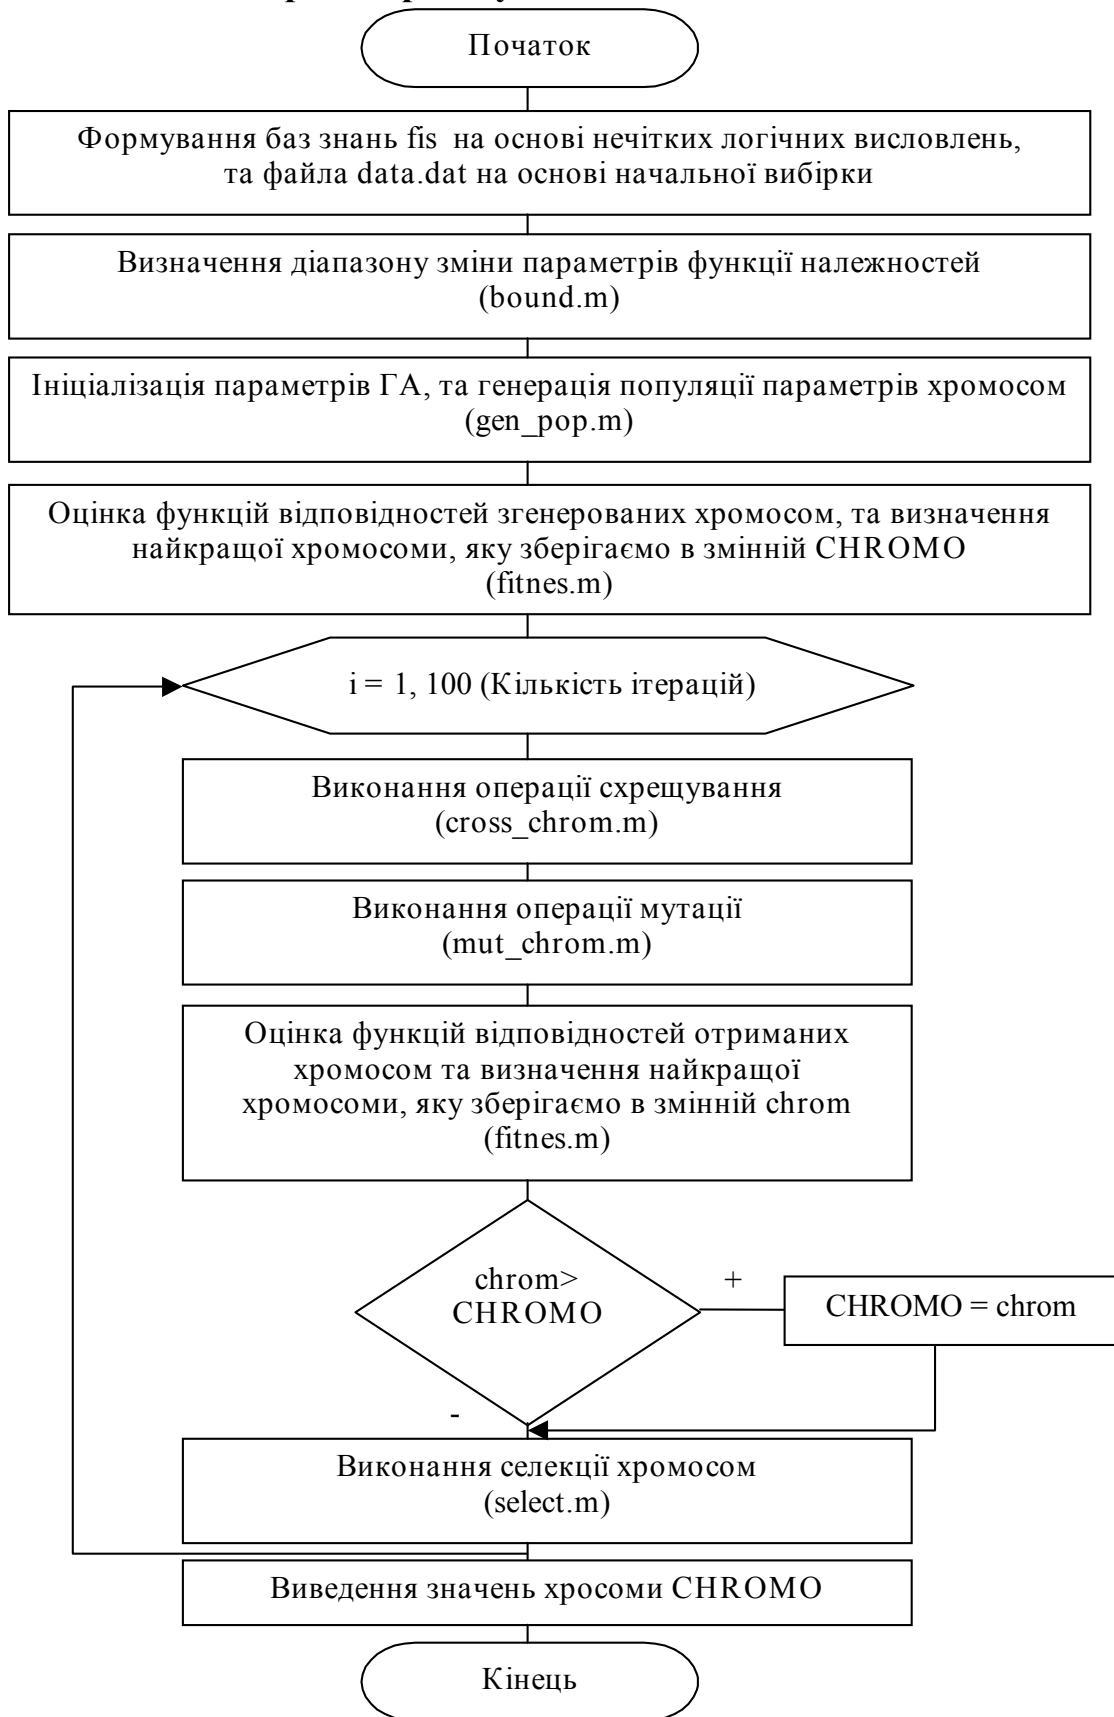 Початок
Формування баз знань fis на основі нечітких логічних висловлень,
та файла data.dat на основі начальної вибірки
Визначення діапазону зміни параметрів функції належностей
(bound.m)
Ініціалізація параметрів ГА, та генерація популяції параметрів хромосом
(gen_pop.m)
Оцінка функцій відповідностей згенерованих хромосом, та визначення
найкращої хромосоми, яку зберігаємо в змінній CHROMO
(fitnes.m)
i = 1, 100 (Кількість ітерацій)
Виконання операції схрещування
(cross_chrom.m)
Виконання операції мутації
(mut_chrom.m)
Оцінка функцій відповідностей отриманих
хромосом та визначення найкращої
хромосоми, яку зберігаємо в змінній chrom
(fitnes.m)
chrom>
CHROMO
+
CHROMO = chrom
-
Виконання селекції хромосом
(select.m)
Виведення значень хросоми CHROMO
Кінець